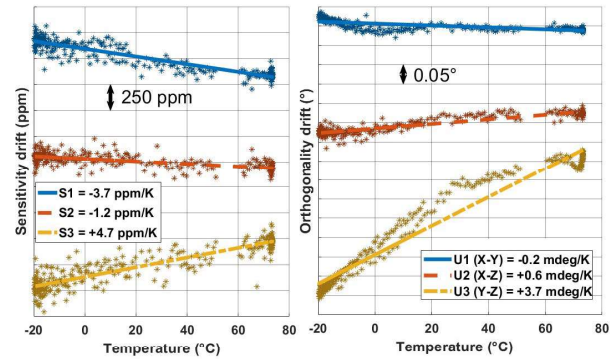 Sensitivity drift (ppm)
250 ppm
S1 = -3.7 ppm/K
S2 = -1.2 ppm/K
S3 = +4.7 ppm/K
-20 0 20 40 60 80
Temperature (°C)
Orthogonality drift (°)
0.05°
U1 (X-Y) = -0.2 mdeg/K
U2 (X-Z) = +0.6 mdeg/K
U3 (Y-Z) = +3.7 mdeg/K
-20 0 20 40 60 80
Temperature (°C)